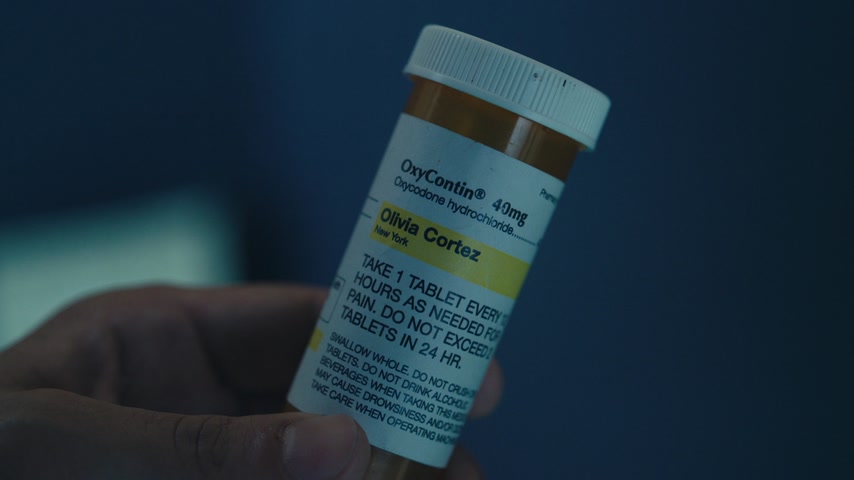 OxyContin® 40mg
Oxycodone hydrochloride
Olivia Cortez
New York
TAKE 1 TABLET EVERY
HOURS AS NEEDED FOR
PAIN. DO NOT EXCEED
TABLETS IN 24 HR.
SWALLOW WHOLE. DO NOT CRUSH
TABLETS. DO NOT DRINK ALCOHOLIC
BEVERAGES WHEN TAKING THIS
MAY CAUSE DROWSINESS AND/OR
TAKE CARE WHEN OPERATING